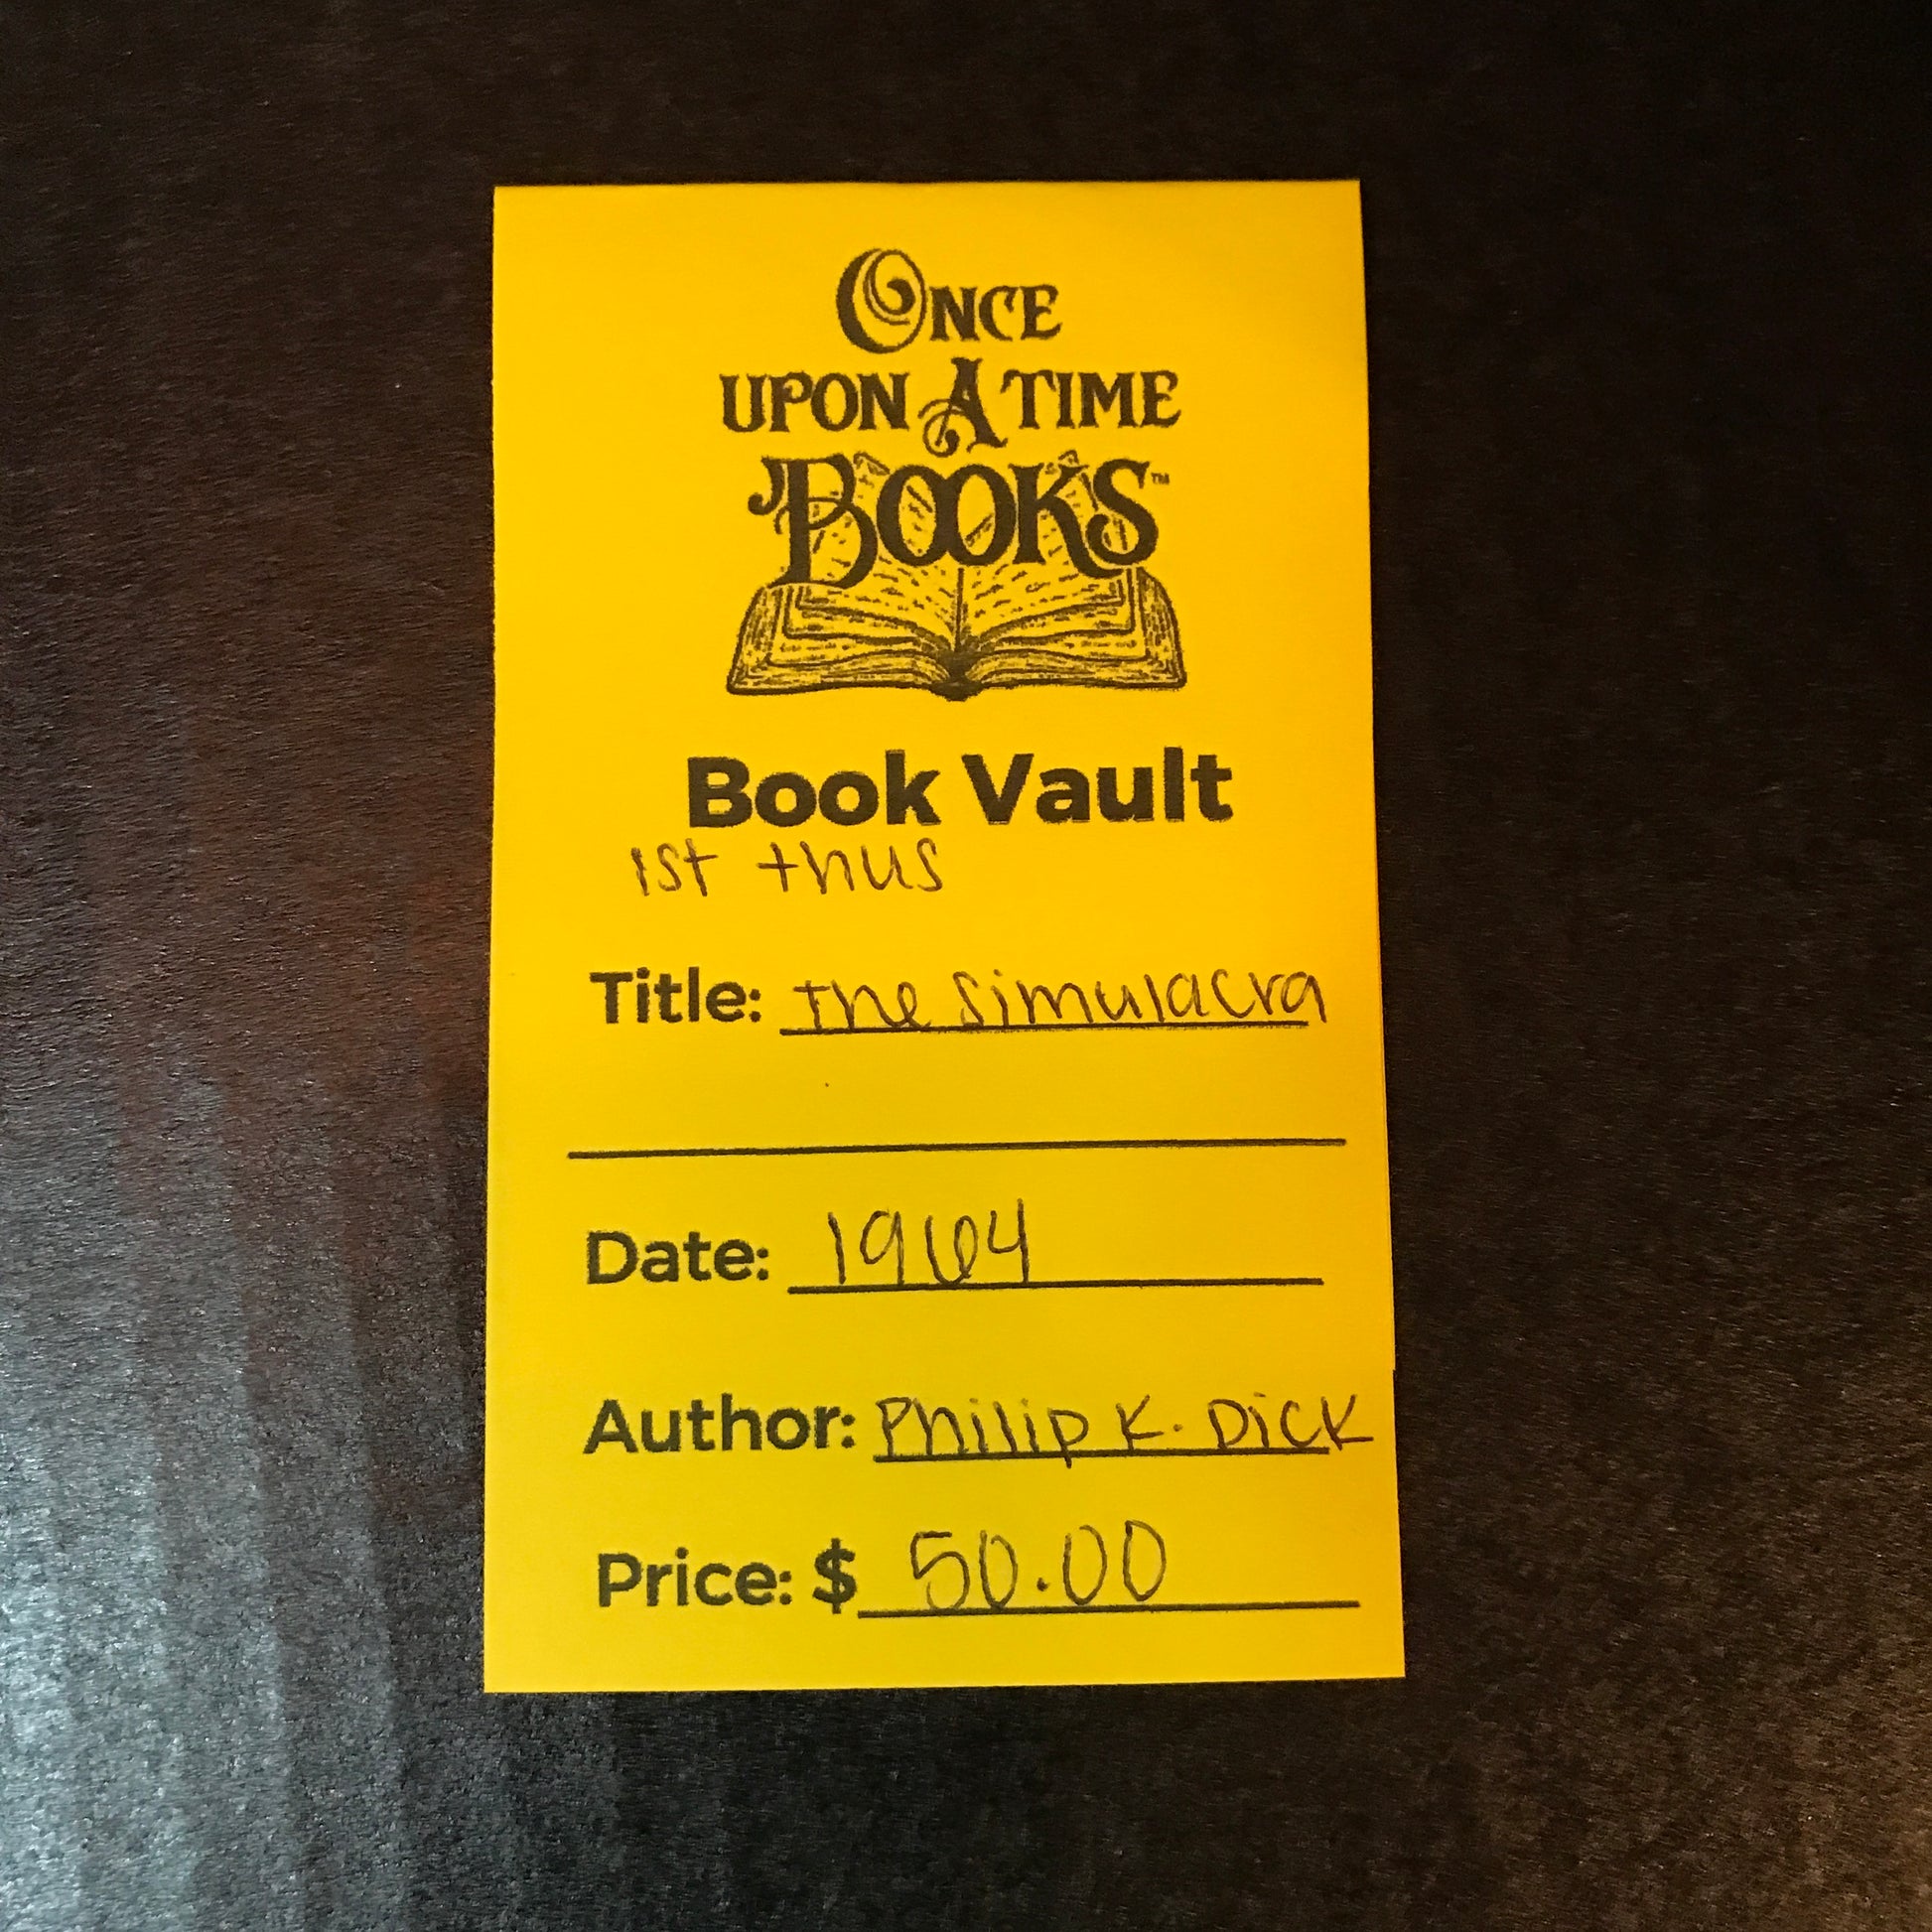 ONCE
UPON A TIME
BOOKS™
Book Vault
1st thus
Title: The Simulacra
Date: 1964
Author: Philip K. Dick
Price: $ 50.00